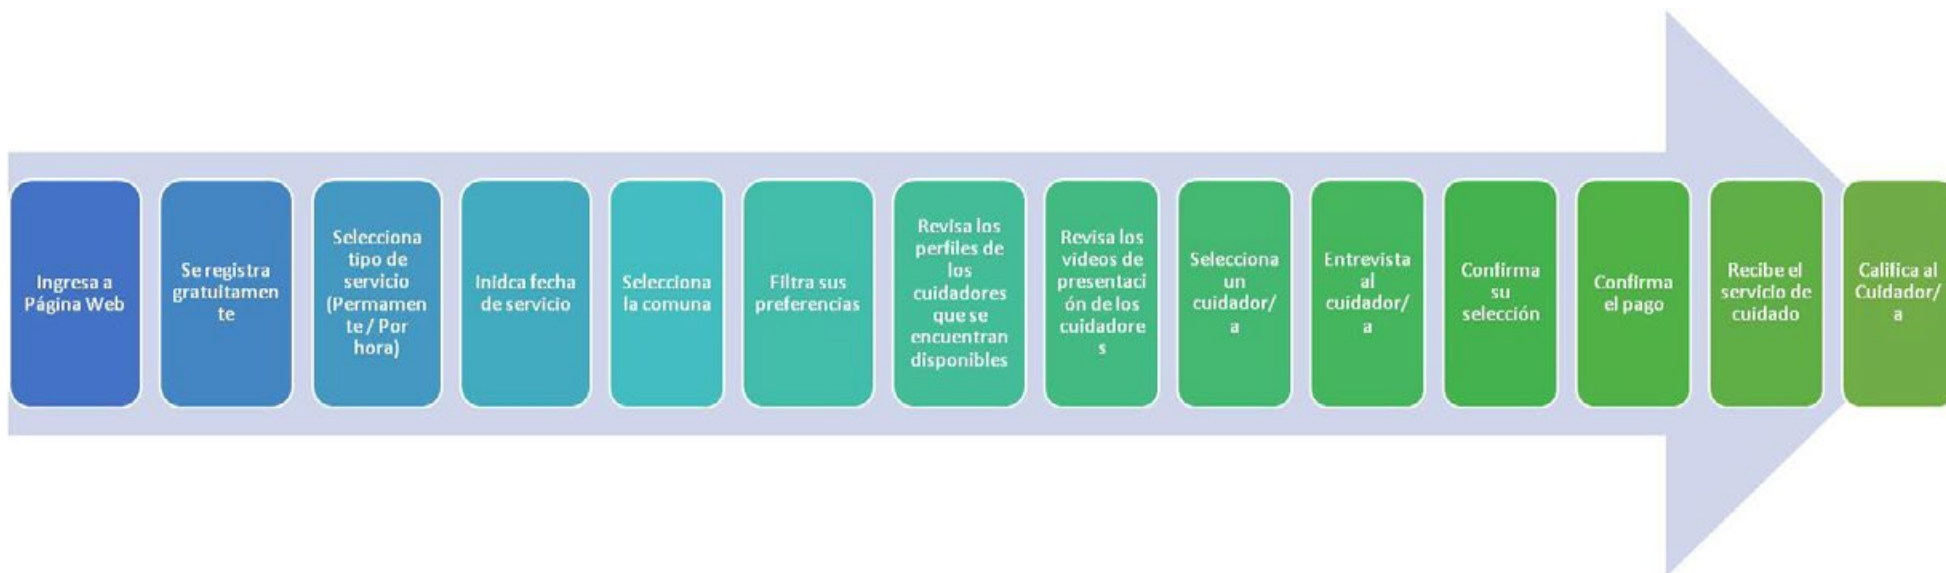 Ingresa a
Página Web
Se registra
gratuitamen
te
Selecciona
tipo de
servicio
(Permamen
te / Por
hora)
Inidca fecha
de servicio
Selecciona
la comuna
Filtra sus
preferencias
Revisa los
perfiles de
los
cuidadores
que se
encuentran
disponibles
Revisa los
videos de
presentaci
ón de los
cuidadore
s
Selecciona
un
cuidador/
a
Entrevista
al
cuidador/
a
Confirma
su
selección
Confirma
el pago
Recibe el
servicio de
cuidado
Califica al
Cuidador/
a